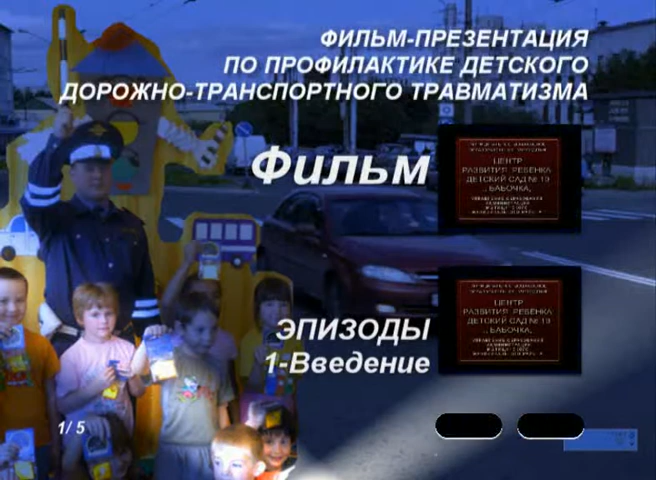 ФИЛЬМ-ПРЕЗЕНТАЦИЯ
ПО ПРОФИЛАКТИКЕ ДЕТСКОГО
ДОРОЖНО-ТРАНСПОРТНОГО ТРАВМАТИЗМА
Фильм
ЦЕНТР
РАЗВИТИЯ РЕБЕНКА
ДЕТСКИЙ САД № 19
„ БАБОЧКА„
ЭПИЗОДЫ
1-Введение
ЦЕНТР
РАЗВИТИЯ РЕБЕНКА
ДЕТСКИЙ САД № 19
„ БАБОЧКА„
1/ 5